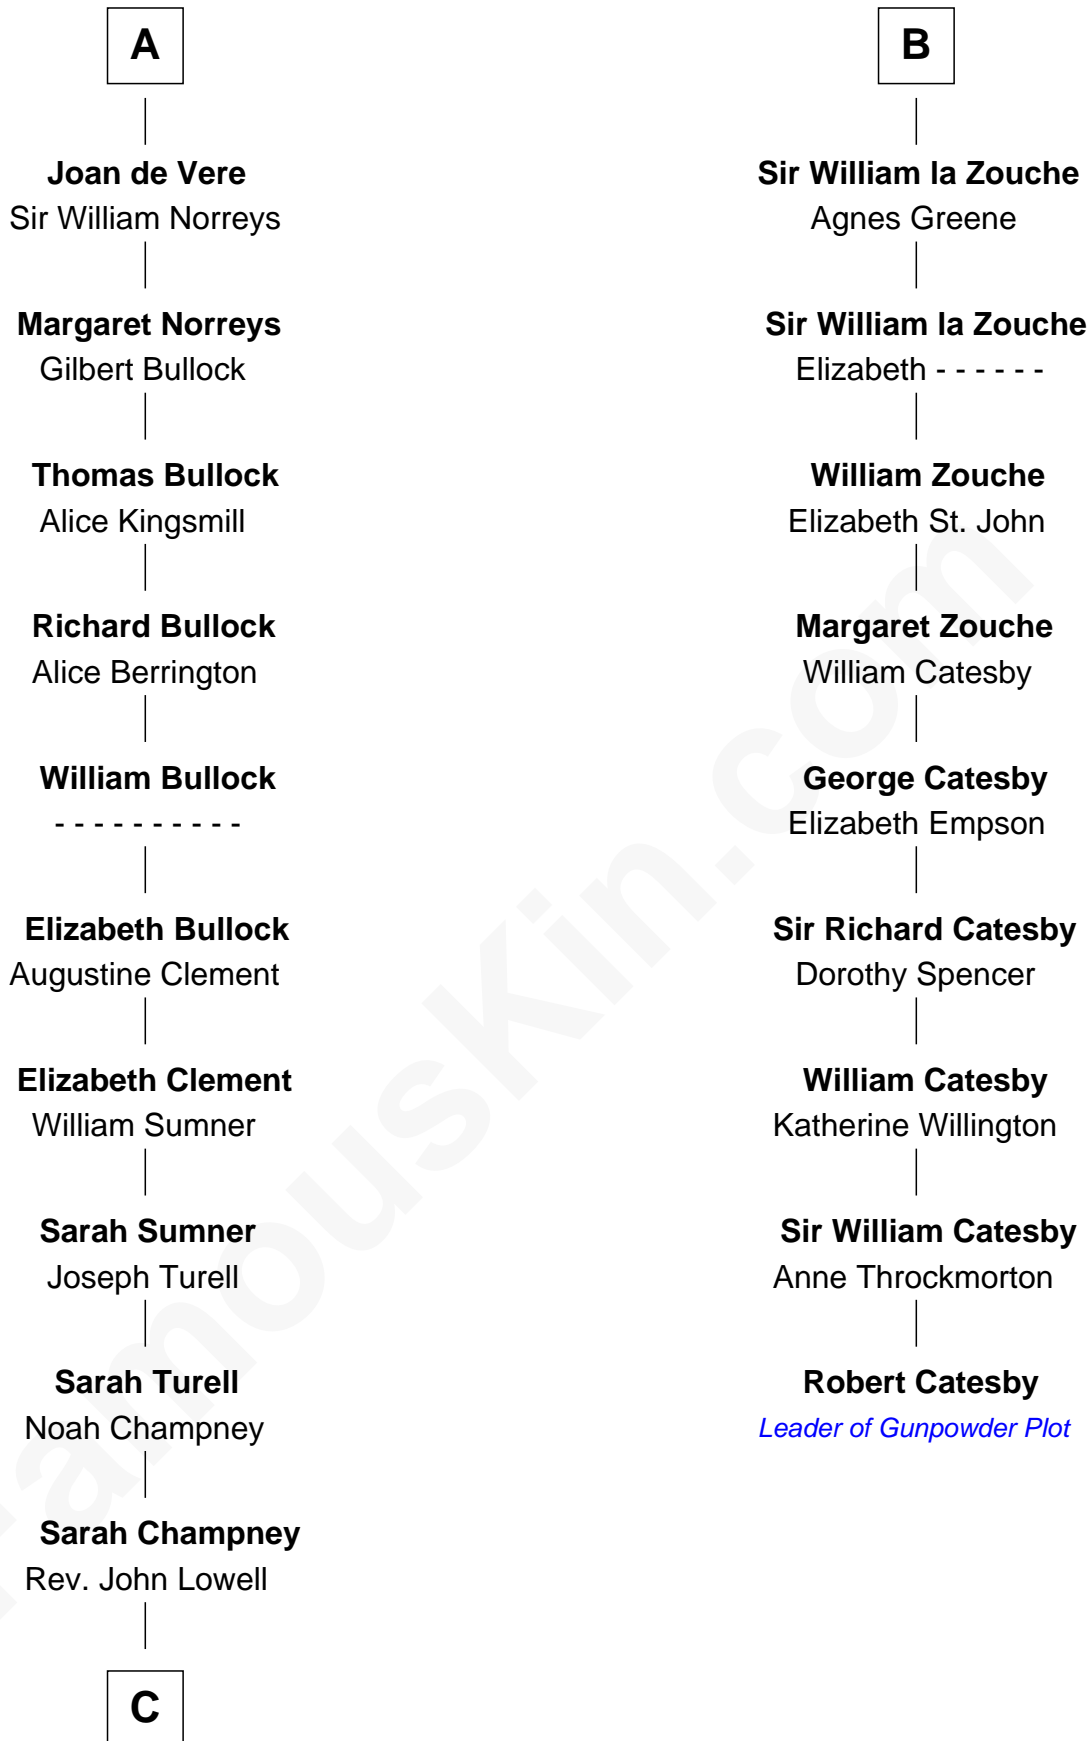 A
Joan de Vere
Sir William Norreys
Margaret Norreys
Gilbert Bullock
Thomas Bullock
Alice Kingsmill
Richard Bullock
Alice Berrington
William Bullock
- - - - - - - - - -
Elizabeth Bullock
Augustine Clement
Elizabeth Clement
William Sumner
Sarah Sumner
Joseph Turell
Sarah Turell
Noah Champney
Sarah Champney
Rev. John Lowell
C
B
Sir William la Zouche
Agnes Greene
Sir William la Zouche
Elizabeth - - - - - -
William Zouche
Elizabeth St. John
Margaret Zouche
William Catesby
George Catesby
Elizabeth Empson
Sir Richard Catesby
Dorothy Spencer
William Catesby
Katherine Willington
Sir William Catesby
Anne Throckmorton
Robert Catesby
Leader of Gunpowder Plot
FamousKin.com